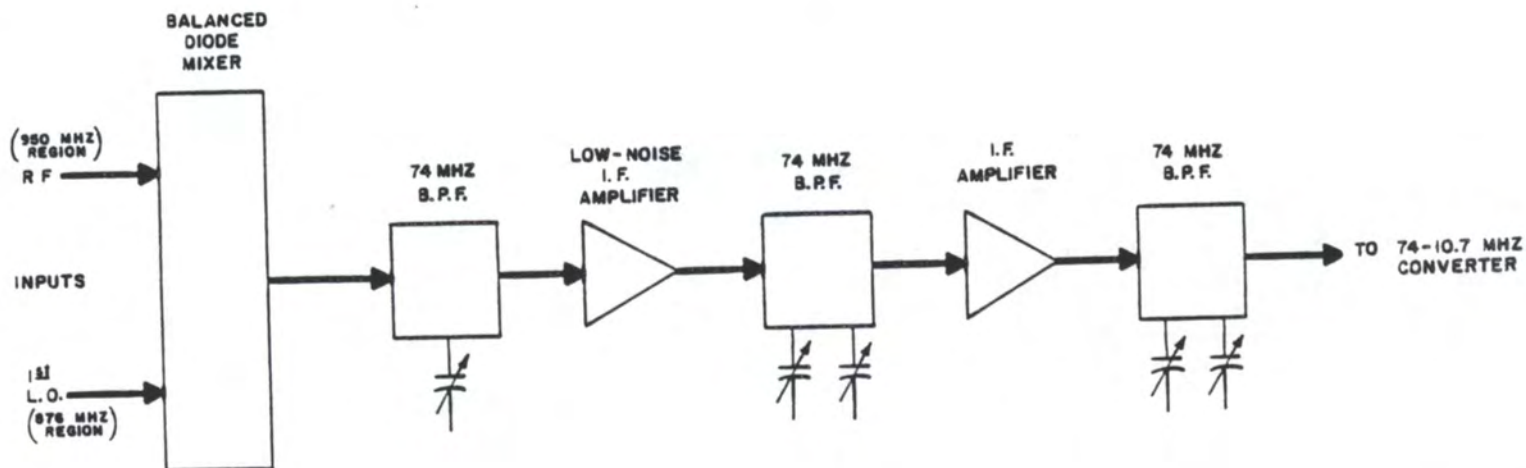 BALANCED
DIODE
MIXER
(950 MHZ
REGION)
RF
INPUTS
1st
L.O.
(876 MHZ
REGION)
74 MHZ
B.P.F.
LOW-NOISE
I.F.
AMPLIFIER
74 MHZ
B.P.F.
I.F.
AMPLIFIER
74 MHZ
B.P.F.
TO 74-10.7 MHZ
CONVERTER